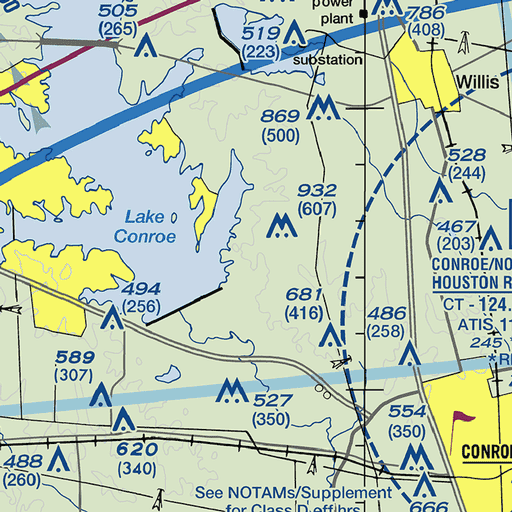 505
(265)
519
(223)
power
plant
786
(408)
substation
Willis
869
(500)
528
(244)
932
(607)
Lake
Conroe
467
(203)
CONROE/NO
HOUSTON R
494
(256)
681
(416)
486
(258)
CT - 124.
ATIS 11
245
*R
589
(307)
527
(350)
554
(350)
620
(340)
CONRO
488
(260)
See NOTAMs/Supplement
for Class D eff hrs
666